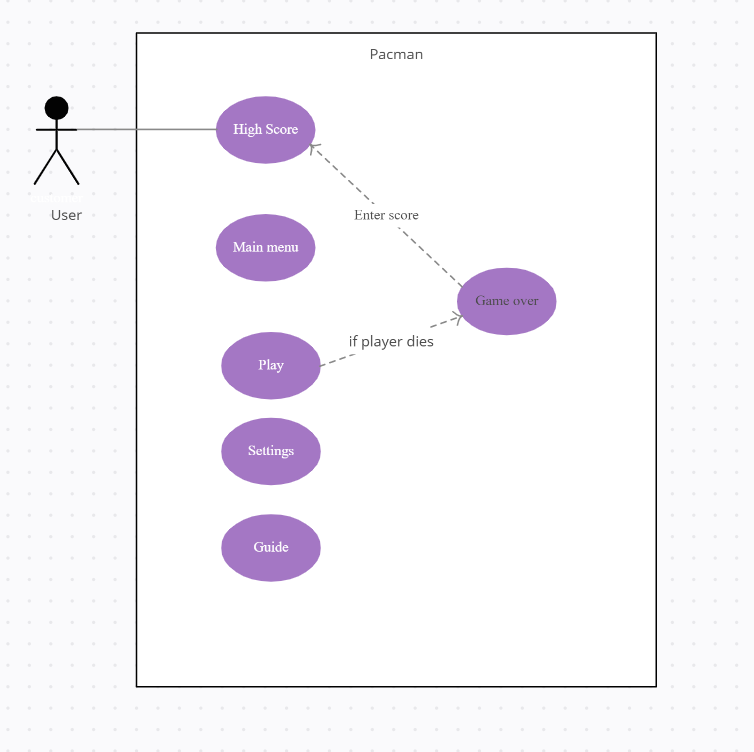 Pacman
High Score
User
Enter score
Main menu
Game over
if player dies
Play
Settings
Guide